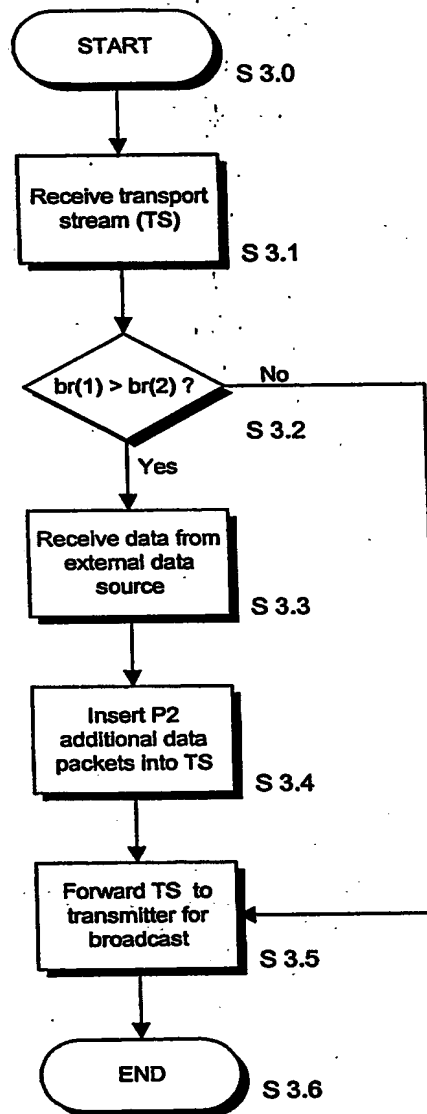 START
S 3.0
Receive transport
stream (TS)
S 3.1
br(1) > br(2) ?
No
S 3.2
Yes
Receive data from
external data
source
S 3.3
Insert P2
additional data
packets into TS
S 3.4
Forward TS to
transmitter for
broadcast
S 3.5
END
S 3.6